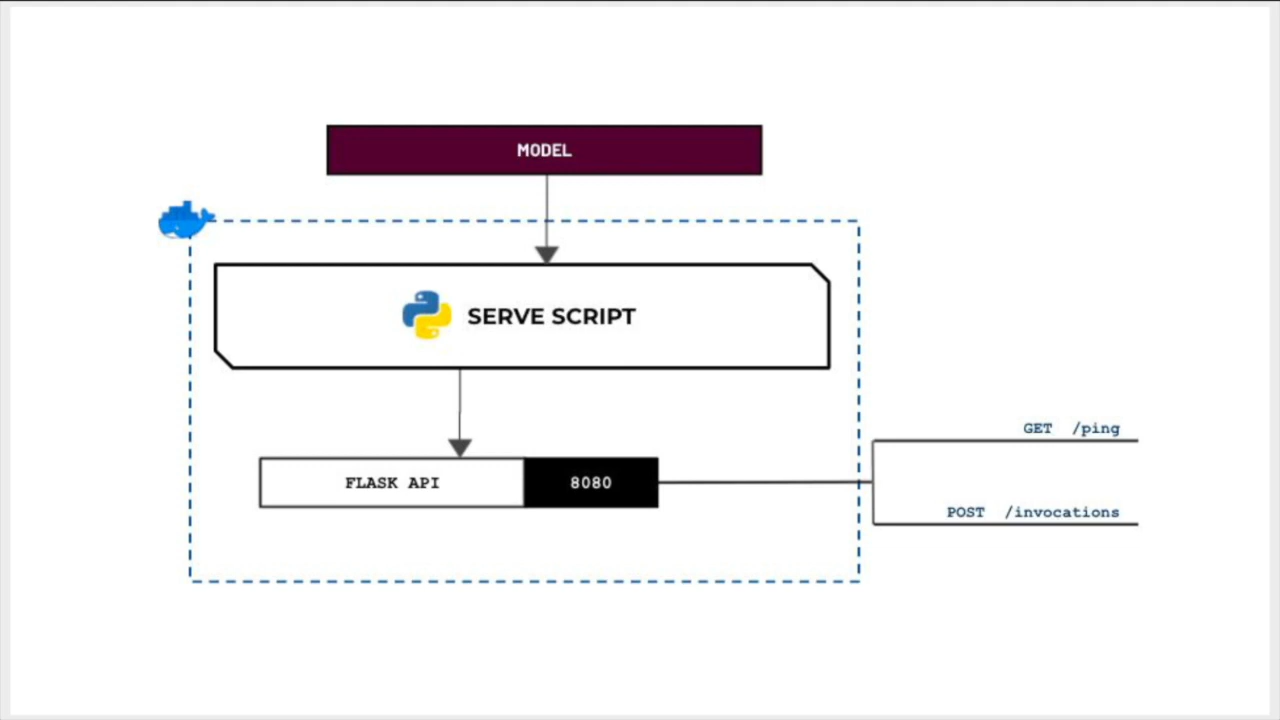 MODEL
SERVE SCRIPT
GET /ping
FLASK API 8080
POST /invocations